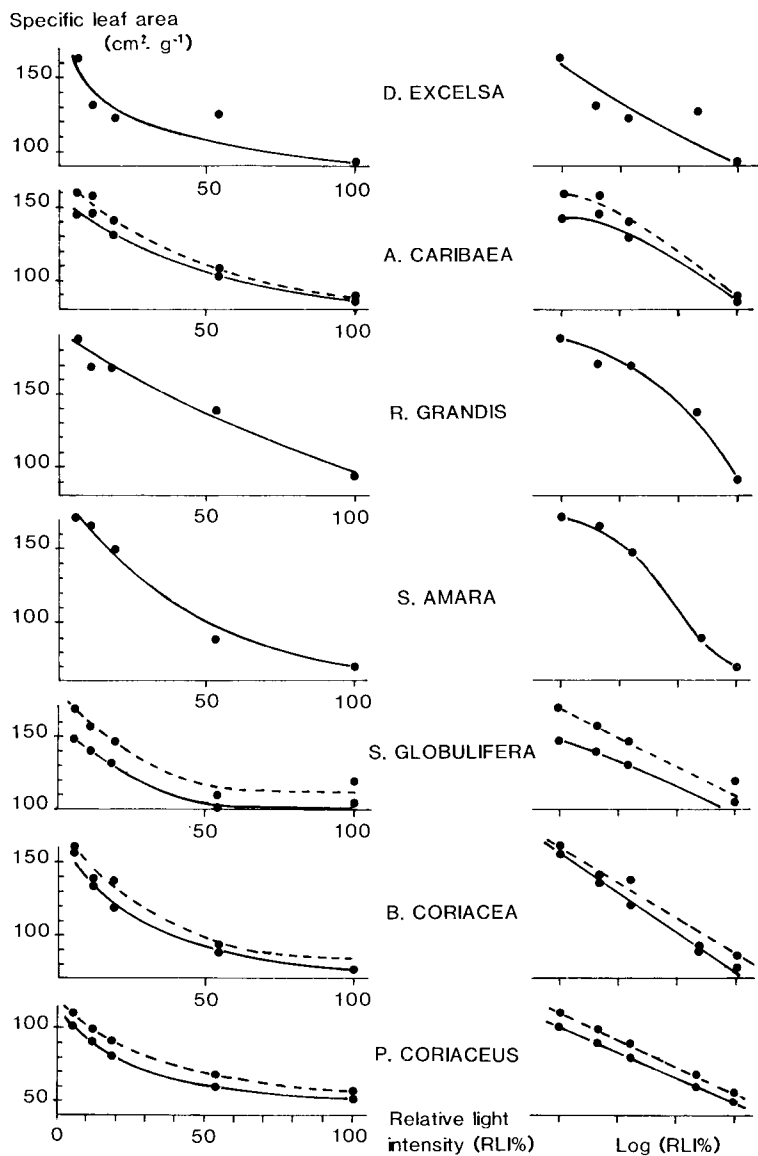 Specific leaf area
(cm². g⁻¹)
150
100
50
100
D. EXCELSA
150
100
50
100
A. CARIBAEA
150
100
50
100
R. GRANDIS
150
100
50
100
S. AMARA
150
100
50
100
S. GLOBULIFERA
150
100
50
100
B. CORIACEA
100
50
0
50
100
P. CORIACEUS
Relative light
intensity (RLI%)
Log (RLI%)